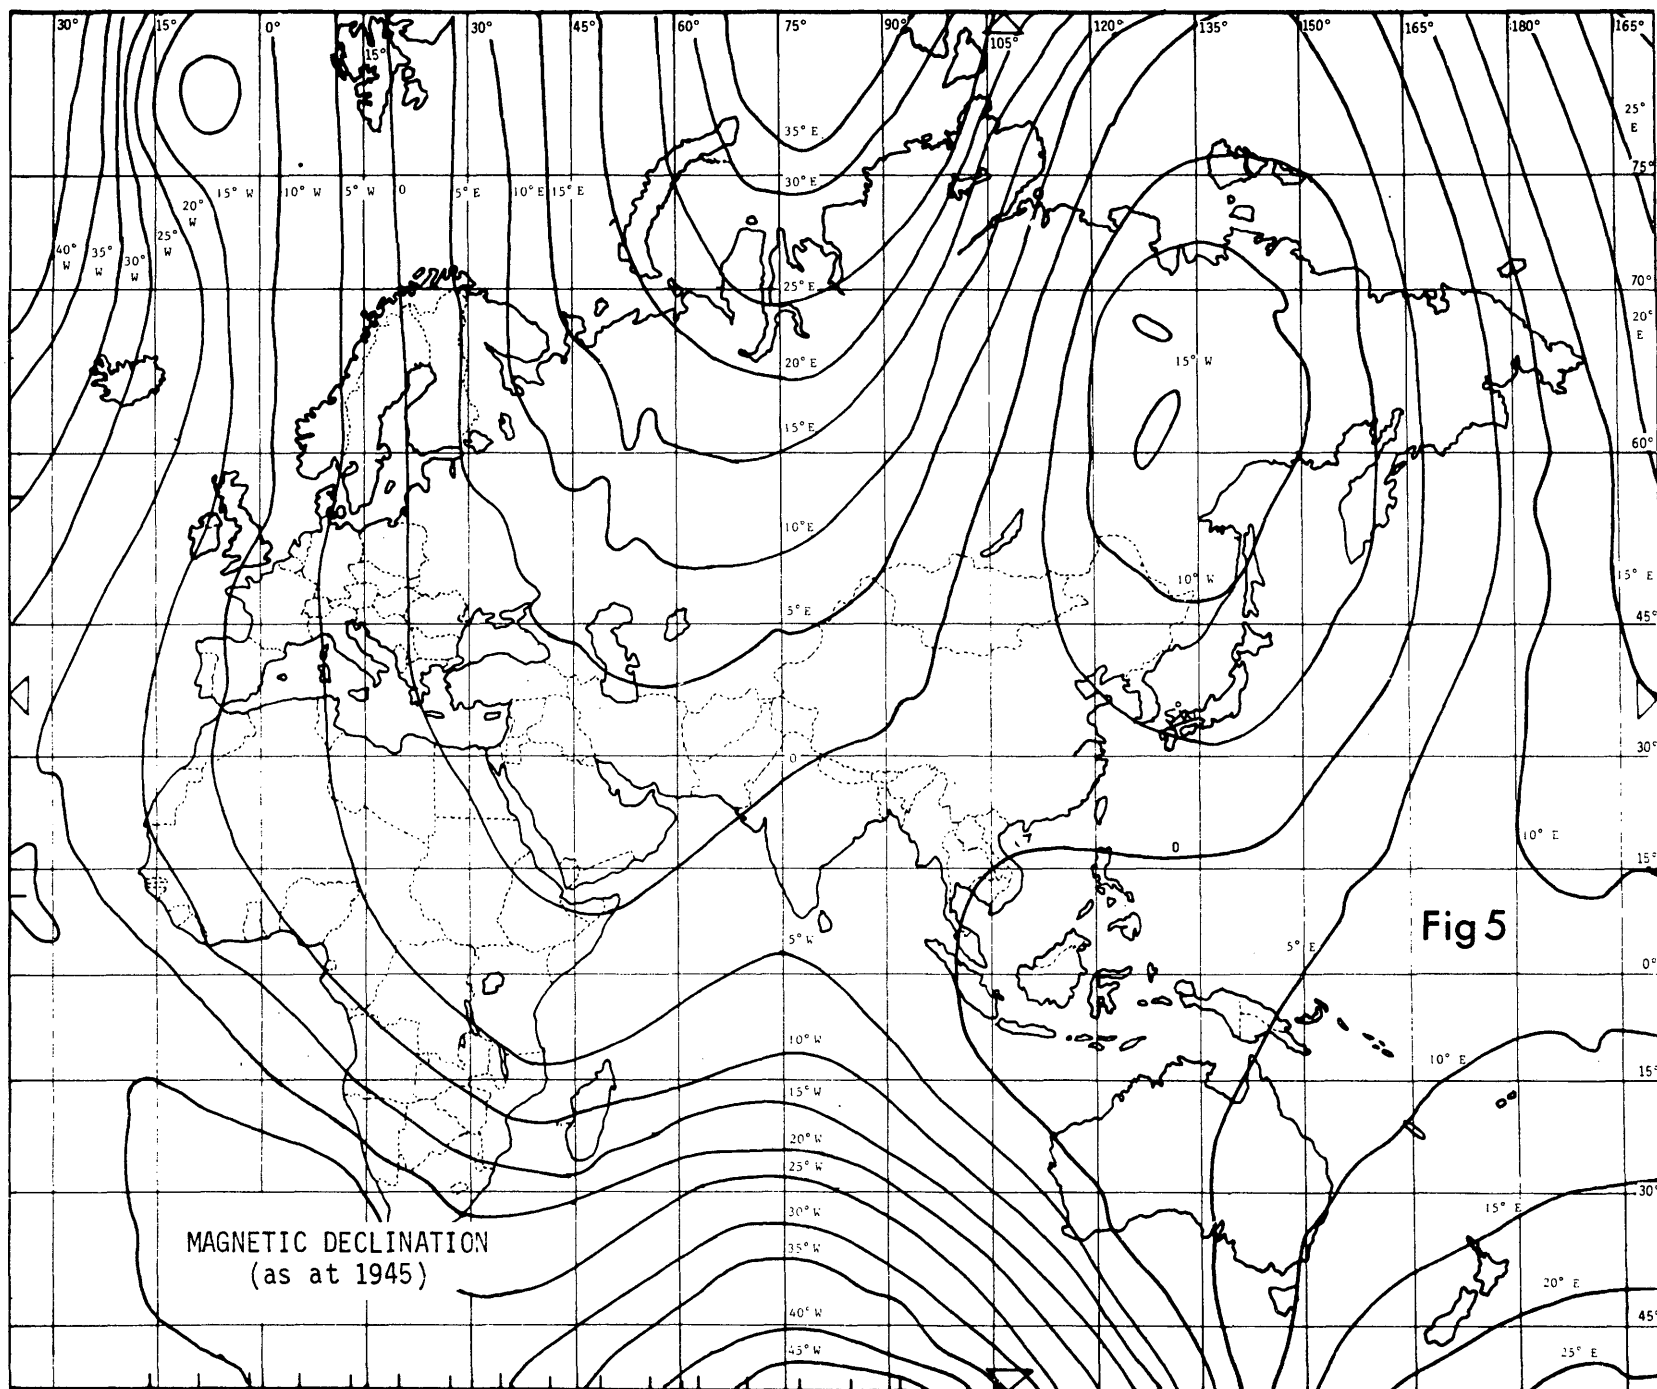 30° 15° 0° 15° 30° 45° 60° 75° 90° 105° 120° 135° 150° 165° 180° 165°
25°
E
35° E
75°
30° E
15° W 10° W 5° W 0 5° E 10° E 15° E
20°
W
25°
W
40°
W
35°
W
30°
W
25° E
70°
20°
E
15° W
20° E
15° E
60°
10° E
10° W
15° E
5° E
45°
30°
0
10° E
0
15°
Fig 5
5° W
5° E
0°
10° W
10° E
15°
15° W
20° W
25° W
30°
15° E
30° W
MAGNETIC DECLINATION
(as at 1945)
35° W
20° E
40° W
45°
45° W
25° E